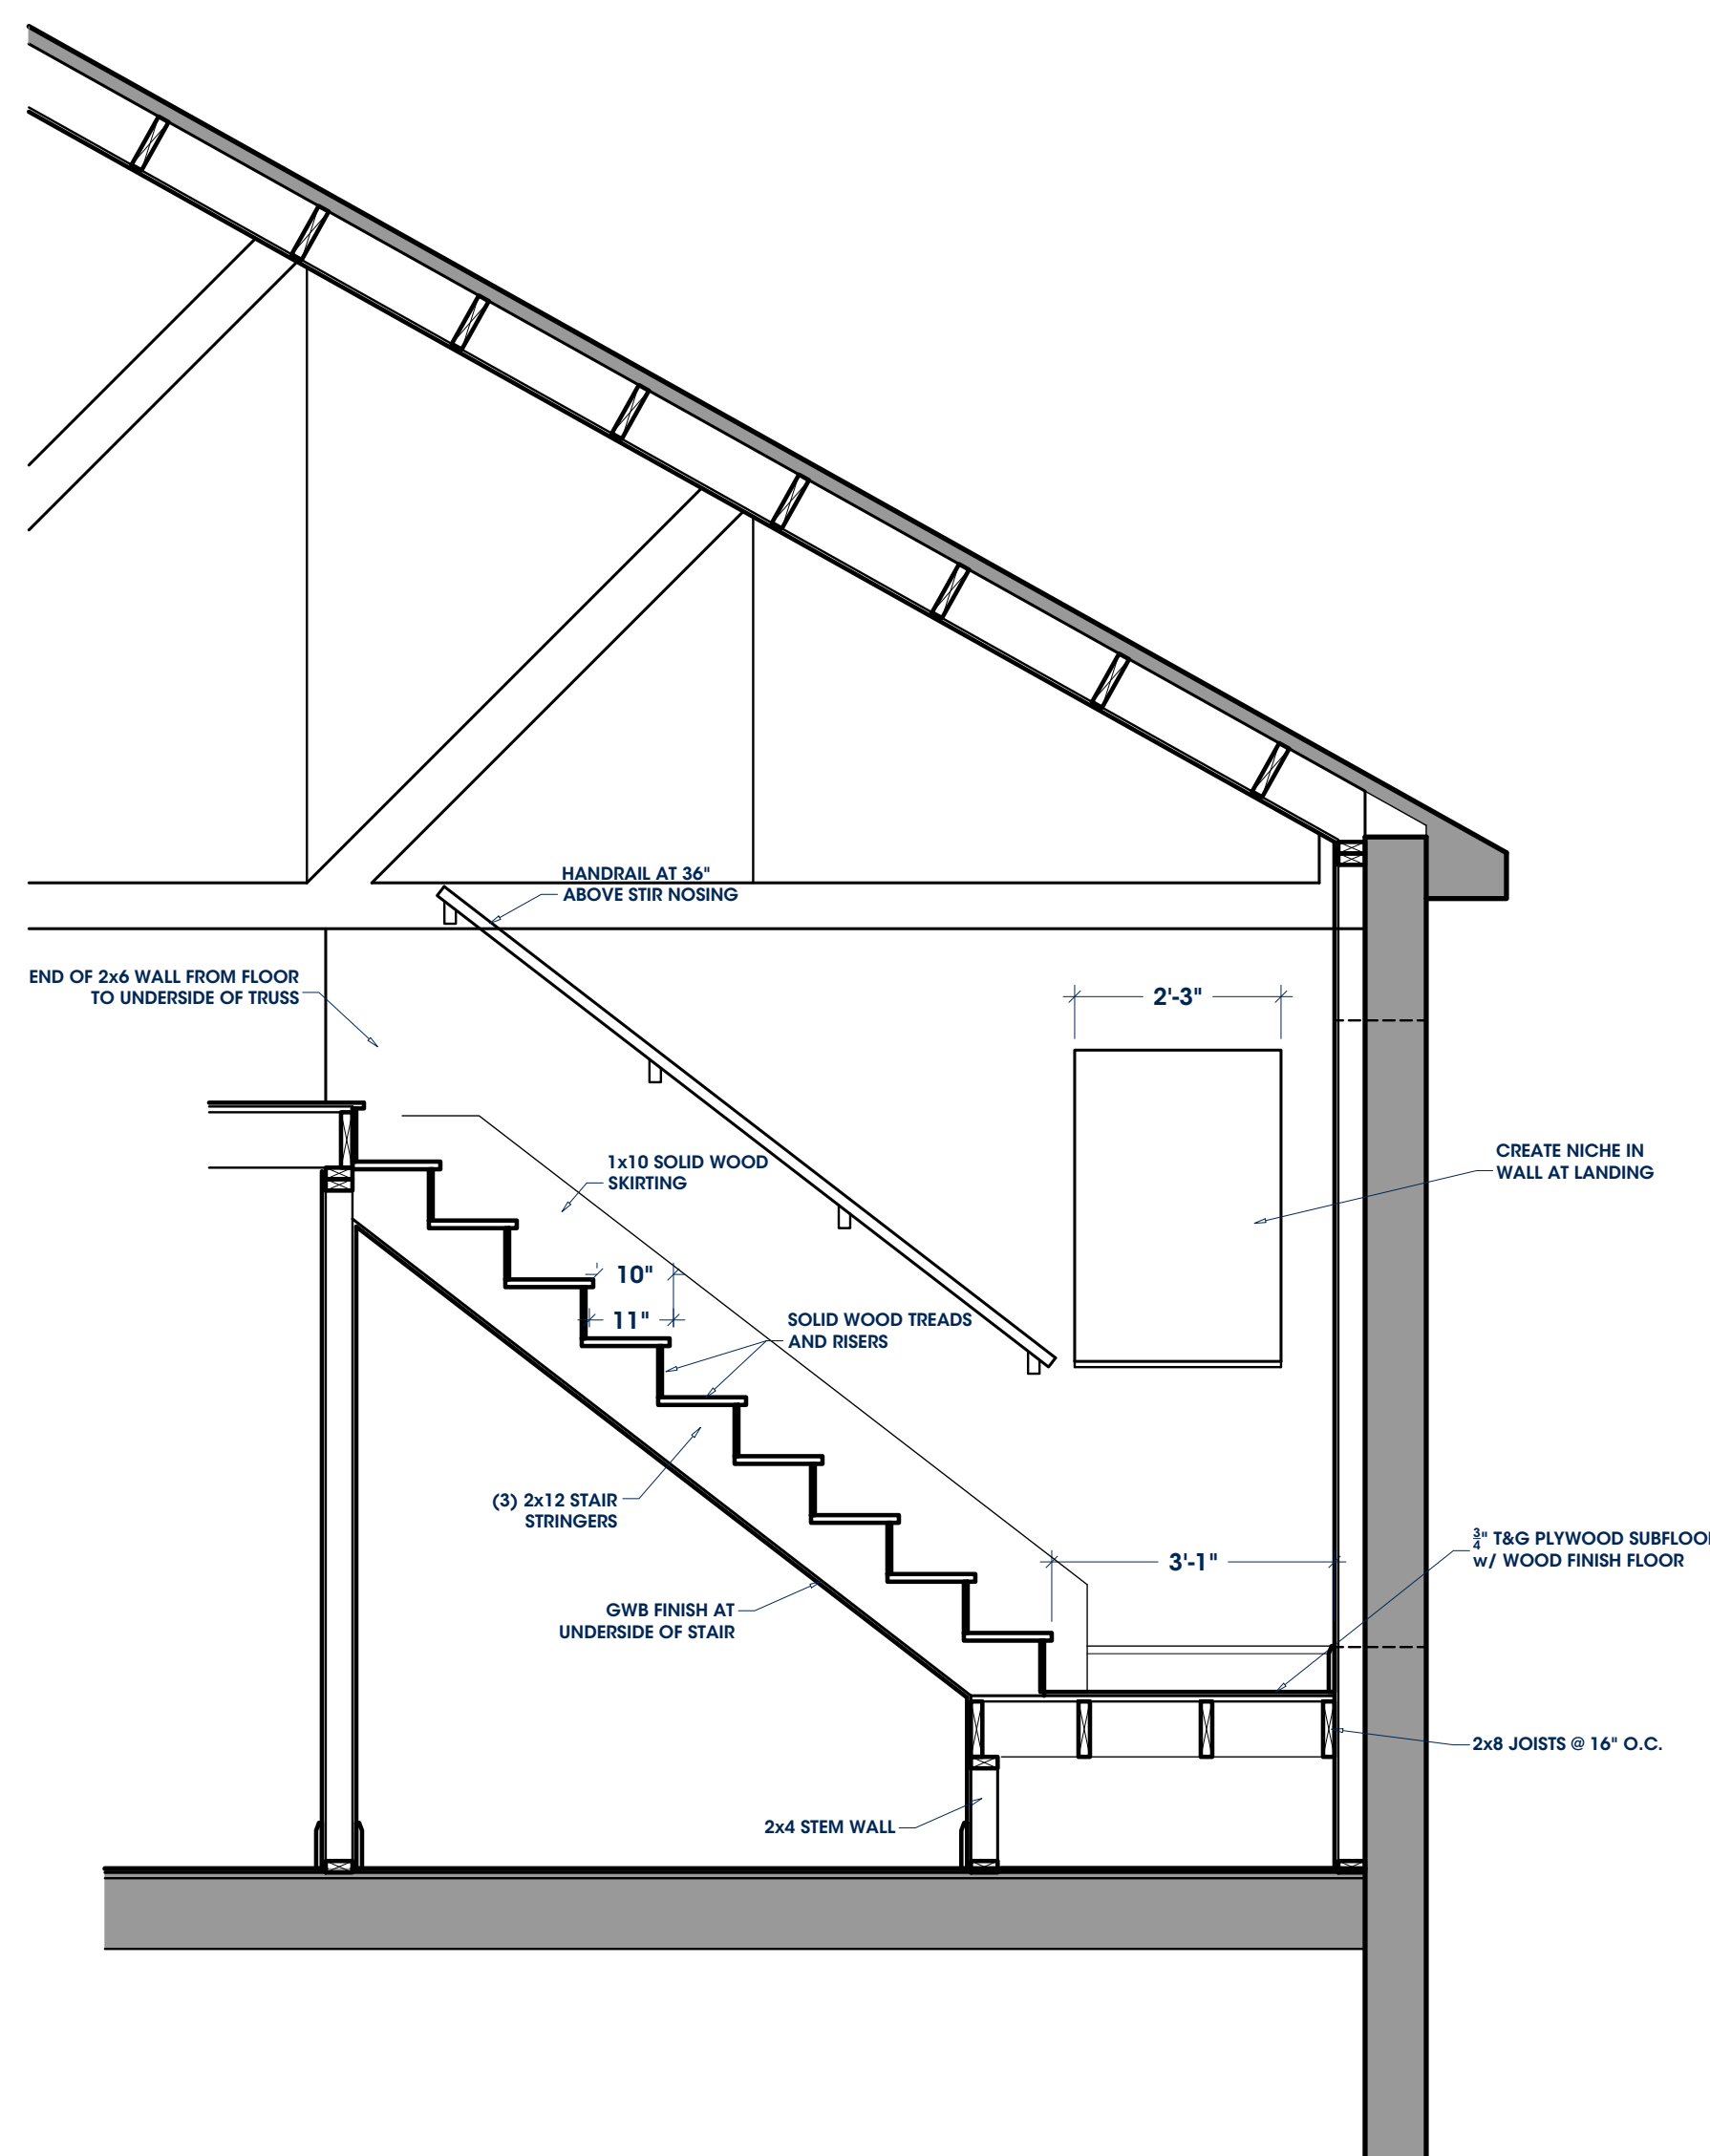 HANDRAIL AT 36"
ABOVE STIR NOSING
END OF 2x6 WALL FROM FLOOR
TO UNDERSIDE OF TRUSS
2'-3"
CREATE NICHE IN
WALL AT LANDING
1x10 SOLID WOOD
SKIRTING
10"
11"
SOLID WOOD TREADS
AND RISERS
(3) 2x12 STAIR
STRINGERS
3'-1"
3/4" T&G PLYWOOD SUBFLOO
w/ WOOD FINISH FLOOR
GWB FINISH AT
UNDERSIDE OF STAIR
2x8 JOISTS @ 16" O.C.
2x4 STEM WALL